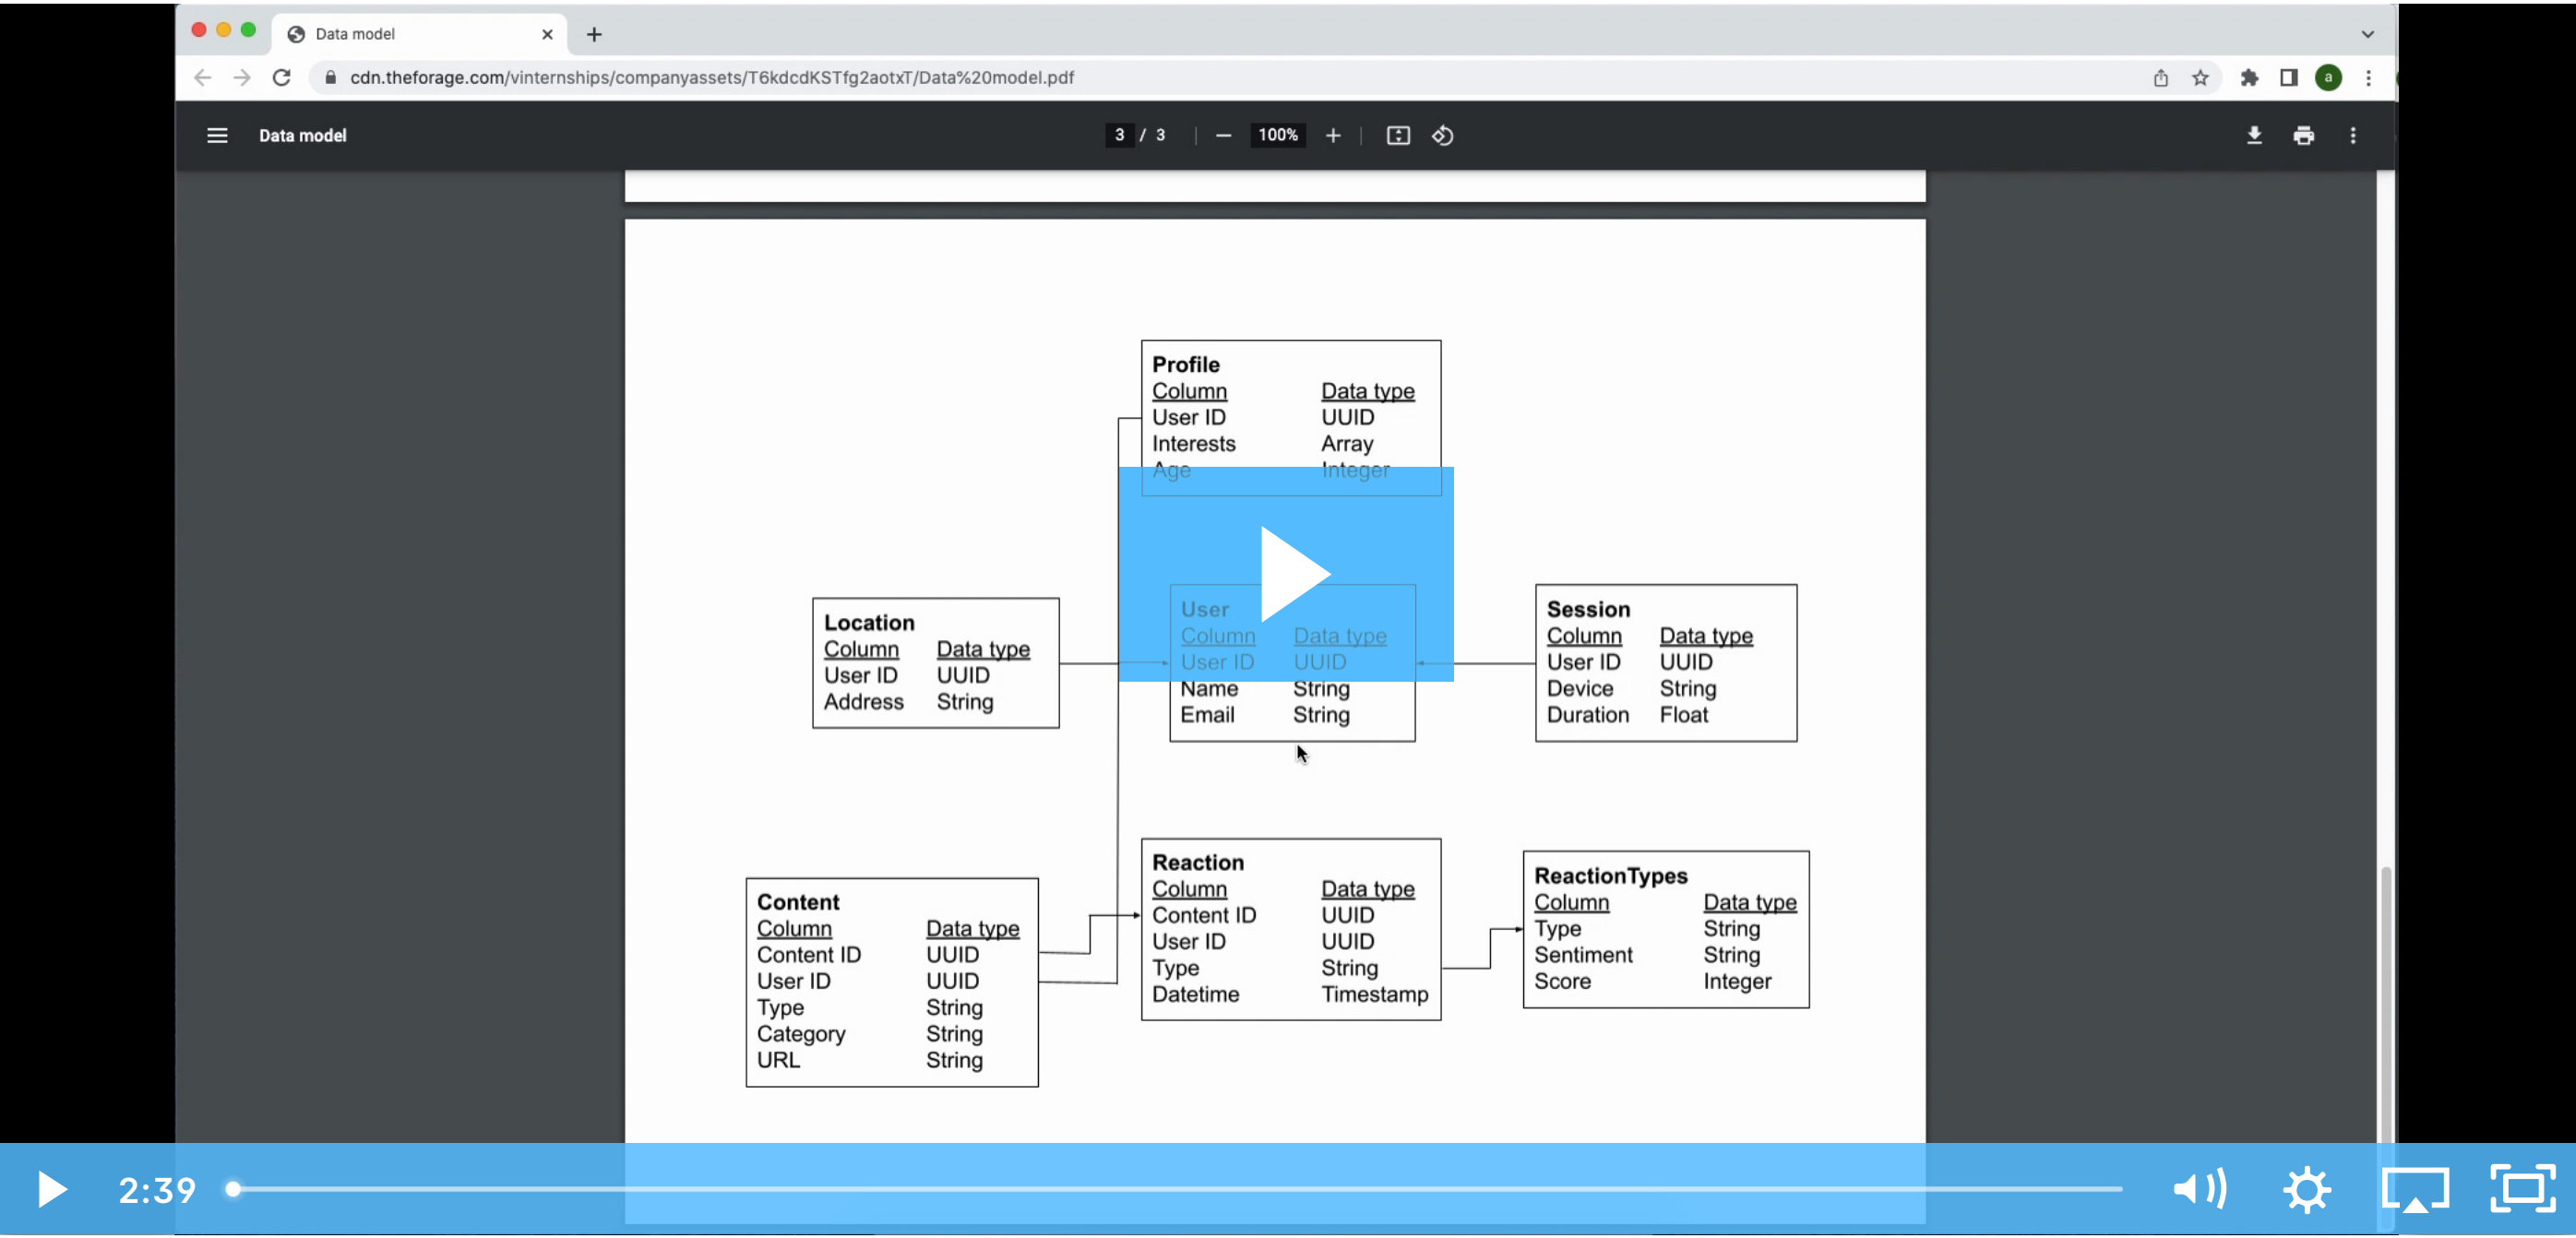 Data model
cdn.theforage.com/vinternships/companyassets/T6kdcdKSTfg2aotxT/Data%20model.pdf
a
Data model
3 / 3
100%
Profile
Column Data type
User ID UUID
Interests Array
Age Integer
Location
Column Data type
User ID UUID
Address String
User
Column Data type
User ID UUID
Name String
Email String
Session
Column Data type
User ID UUID
Device String
Duration Float
Content
Column Data type
Content ID UUID
User ID UUID
Type String
Category String
URL String
Reaction
Column Data type
Content ID UUID
User ID UUID
Type String
Datetime Timestamp
ReactionTypes
Column Data type
Type String
Sentiment String
Score Integer
2:39